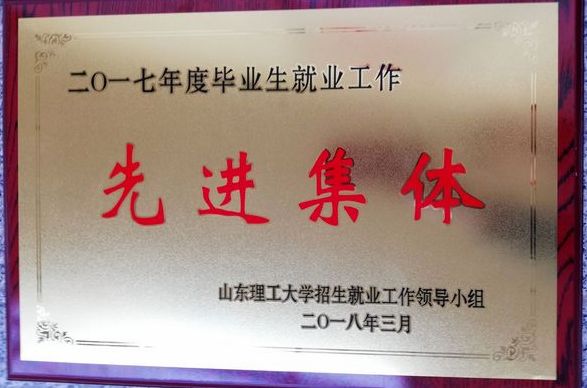 二〇一七年度毕业生就业工作
先进集体
山东理工大学招生就业工作领导小组
二〇一八年三月